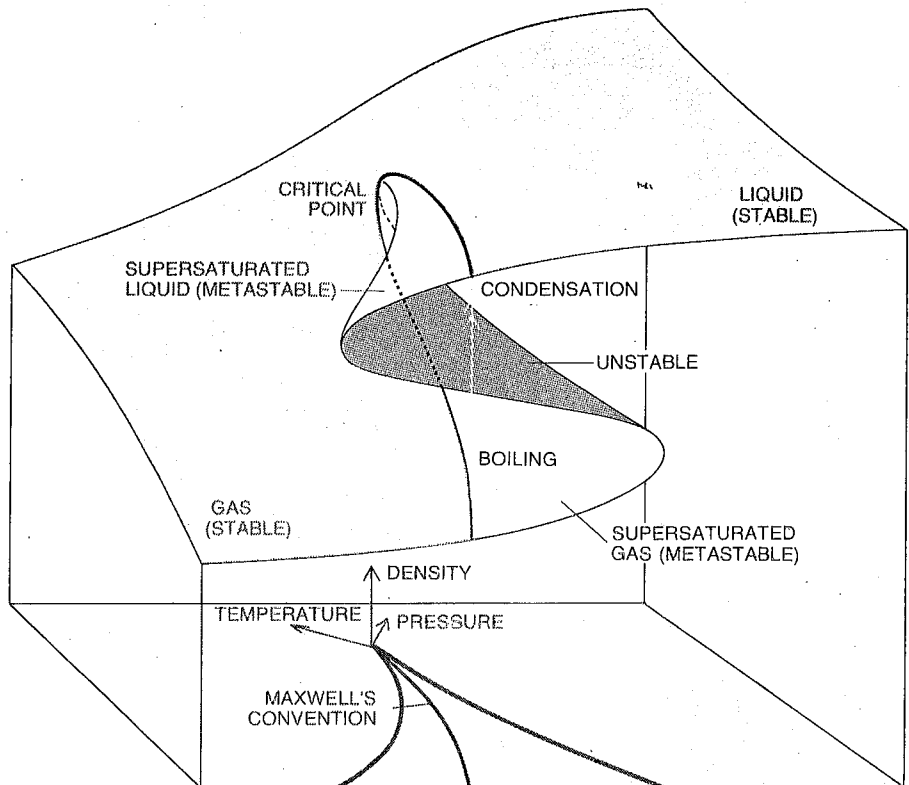 CRITICAL
POINT
LIQUID
(STABLE)
SUPERSATURATED
LIQUID (METASTABLE)
CONDENSATION
UNSTABLE
BOILING
GAS
(STABLE)
SUPERSATURATED
GAS (METASTABLE)
DENSITY
TEMPERATURE
PRESSURE
MAXWELL'S
CONVENTION